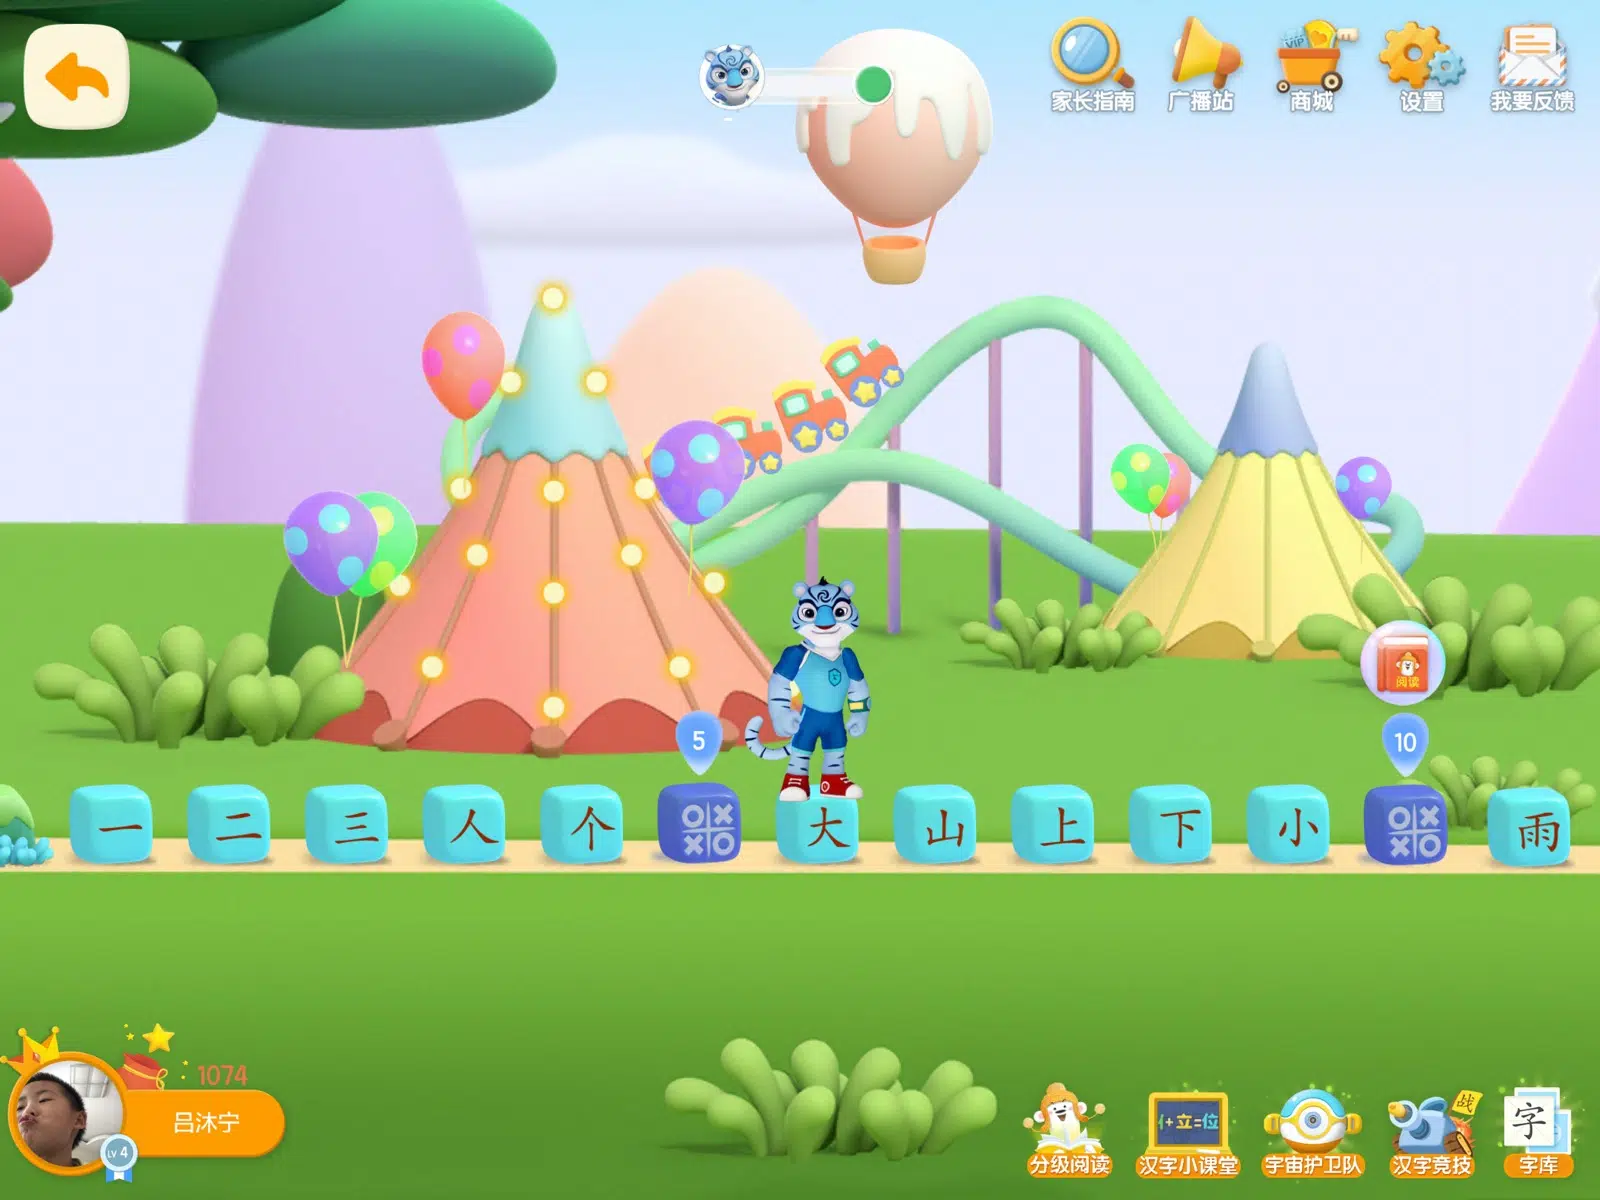 家长指南
广播站
VIP
商城
设置
我要反馈
阅读
5
10
一 二 三 人 个 大 山 上 下 小 雨
1074
吕沐宁
LV 4
亻+立=位
战
字
分级阅读
汉字小课堂
宇宙护卫队
汉字竞技
字库